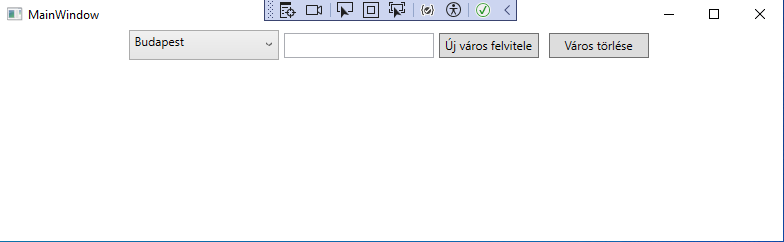 MainWindow
Budapest
Új város felvitele
Város törlése